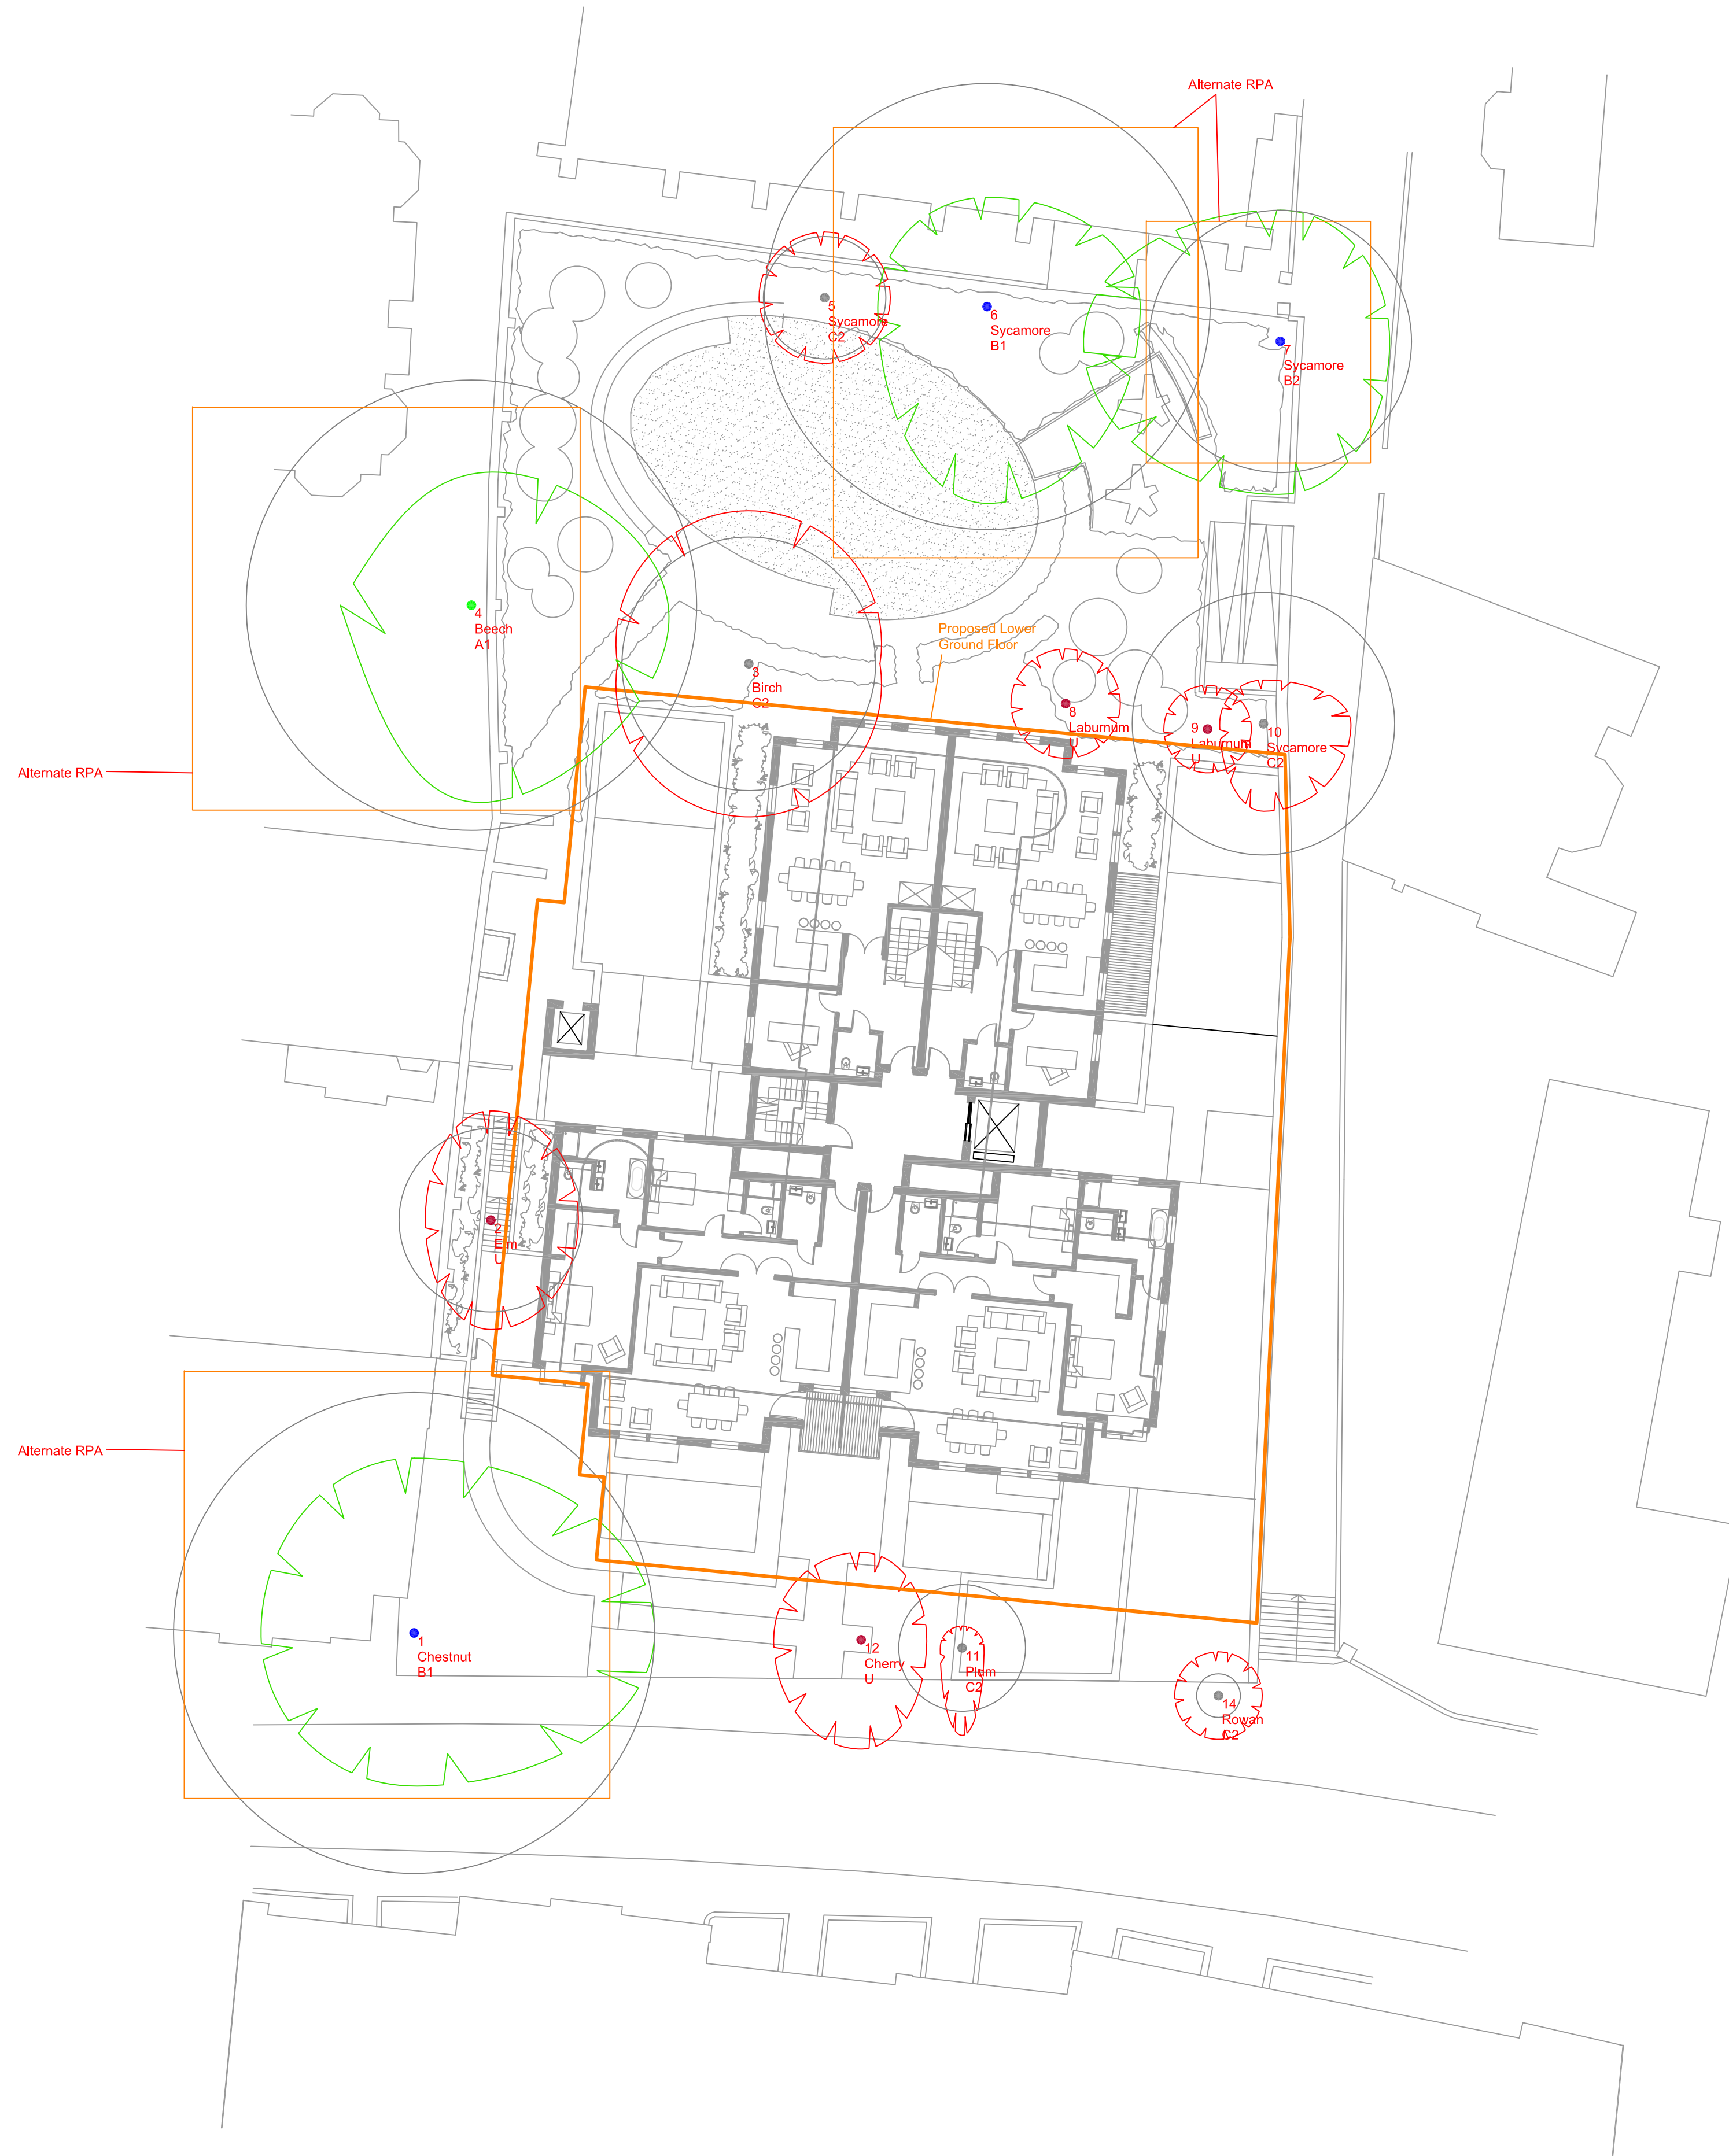 Alternate RPA
5
Sycamore
C2
6
Sycamore
B1
7
Sycamore
B2
4
Beech
A1
Proposed Lower
Ground Floor
3
Birch
C2
8
Laburnum
U
9
Laburnum
U
10
Sycamore
C2
Alternate RPA
2
Elm
U
Alternate RPA
1
Chestnut
B1
12
Cherry
U
11
Plum
C2
14
Rowan
C2